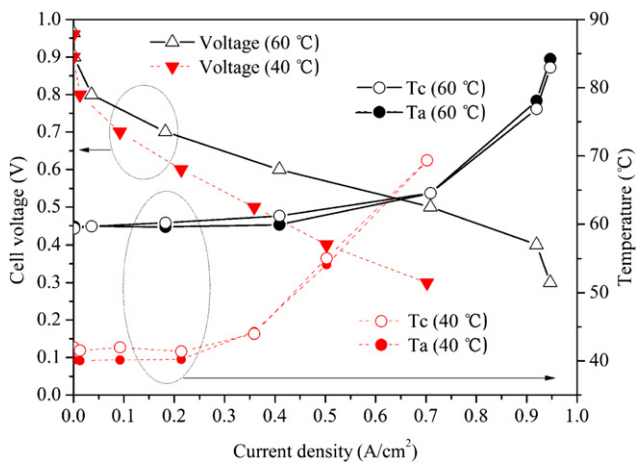 Voltage (60 ℃)
Voltage (40 ℃)
Tc (60 ℃)
Ta (60 ℃)
Tc (40 ℃)
Ta (40 ℃)
Cell voltage (V)
1.0
0.9
0.8
0.7
0.6
0.5
0.4
0.3
0.2
0.1
0.0
Temperature (℃)
90
80
70
60
50
40
0.0 0.1 0.2 0.3 0.4 0.5 0.6 0.7 0.8 0.9 1.0
Current density (A/cm²)